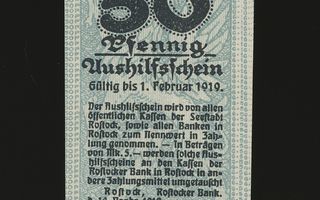 50
Pfennig
Aushilfsschein
Gültig bis 1. Februar 1919.
Der Aushilfsschein wird von allen
öffentlichen Kassen der Seestadt
Rostock, sowie allen Banken in
Rostock zum Nennwert in Zah-
lung genommen. — In Beträgen
von Mk. 5.— werden solche Aus-
hilfsscheine an den Kassen der
Rostocker Bank in Rostock in an-
dere Zahlungsmittel umgetauscht
Rostock, Rostocker Bank.